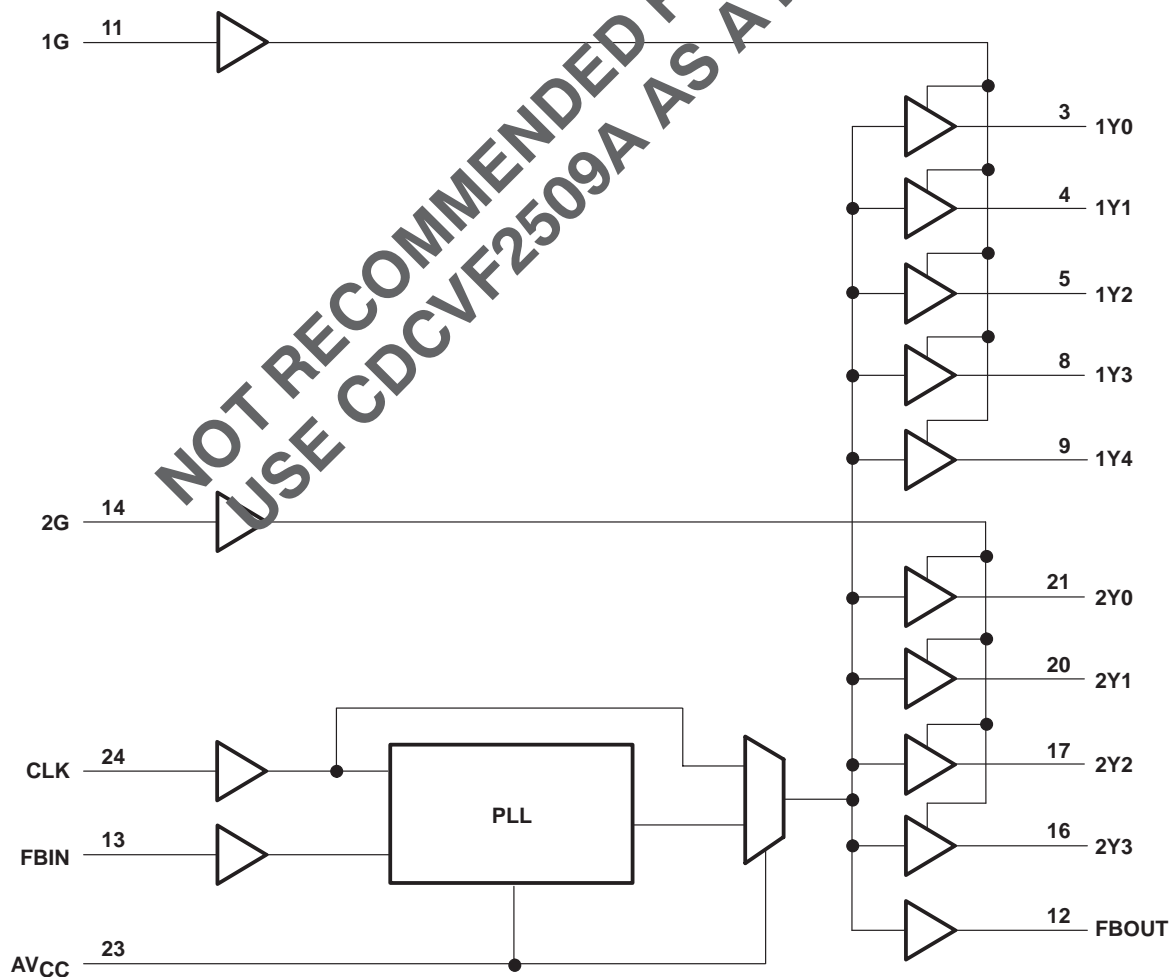 1G 11
3 1Y0
4 1Y1
5 1Y2
8 1Y3
9 1Y4
NOT RECOMMENDED
USE CDCVF2509A AS A
2G 14
21 2Y0
20 2Y1
17 2Y2
16 2Y3
CLK 24
PLL
FBIN 13
12 FBOUT
AVCC 23